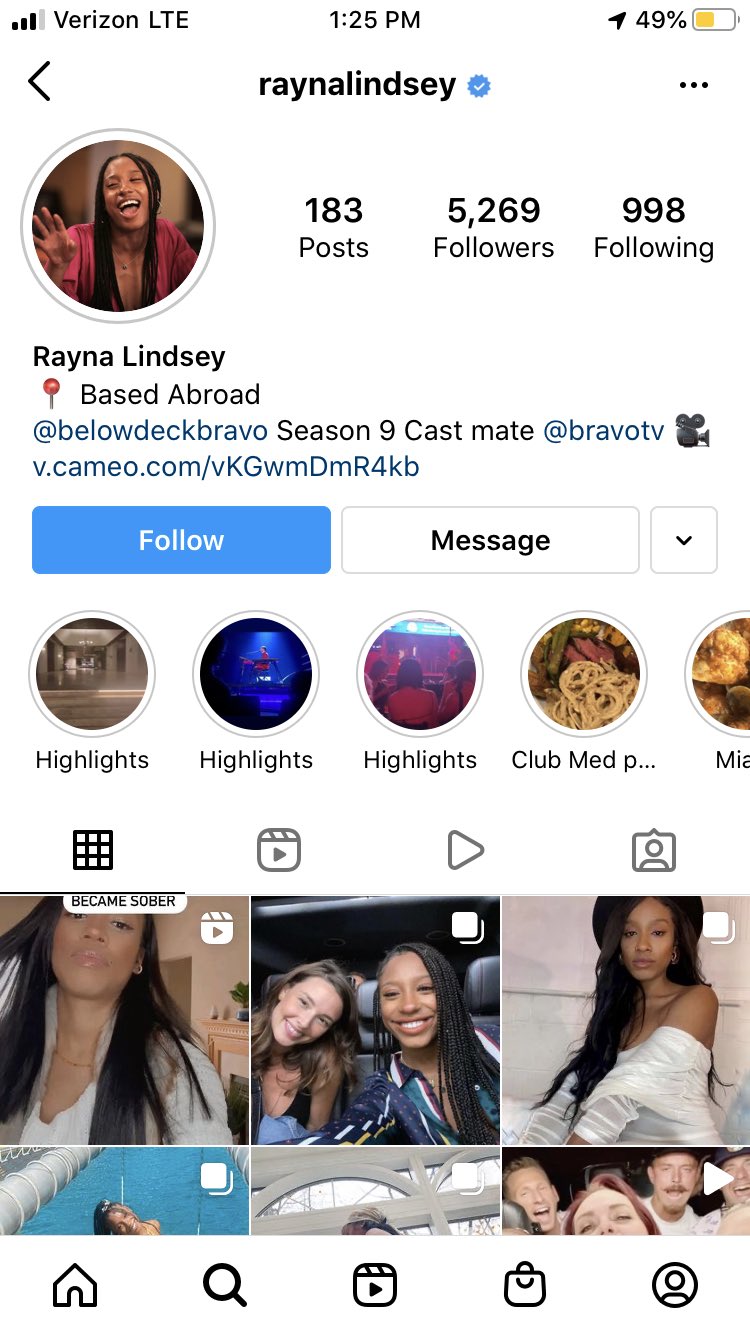 Verizon LTE 1:25 PM 49%
raynalindsey
183 5,269 998
Posts Followers Following
Rayna Lindsey
📍 Based Abroad
@belowdeckbravo Season 9 Cast mate @bravotv 🎥
v.cameo.com/vKGwmDmR4kb
Follow Message
Highlights Highlights Highlights Club Med p... Mia
BECAME SOBER